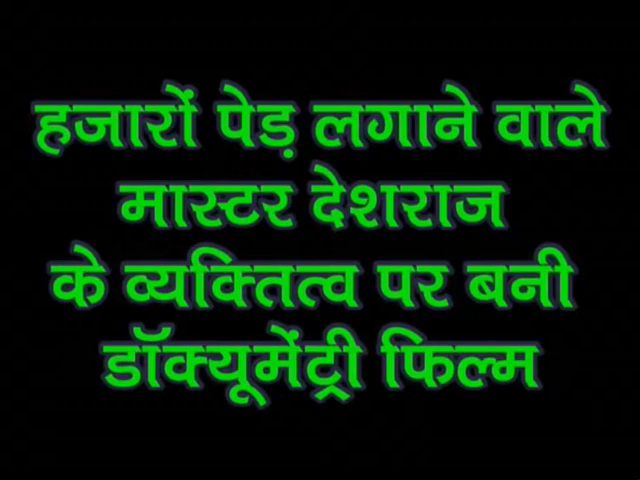 हजारों पेड़ लगाने वाले
मास्टर देशराज
के व्यक्तित्व पर बनी
डॉक्यूमेंट्री फिल्म